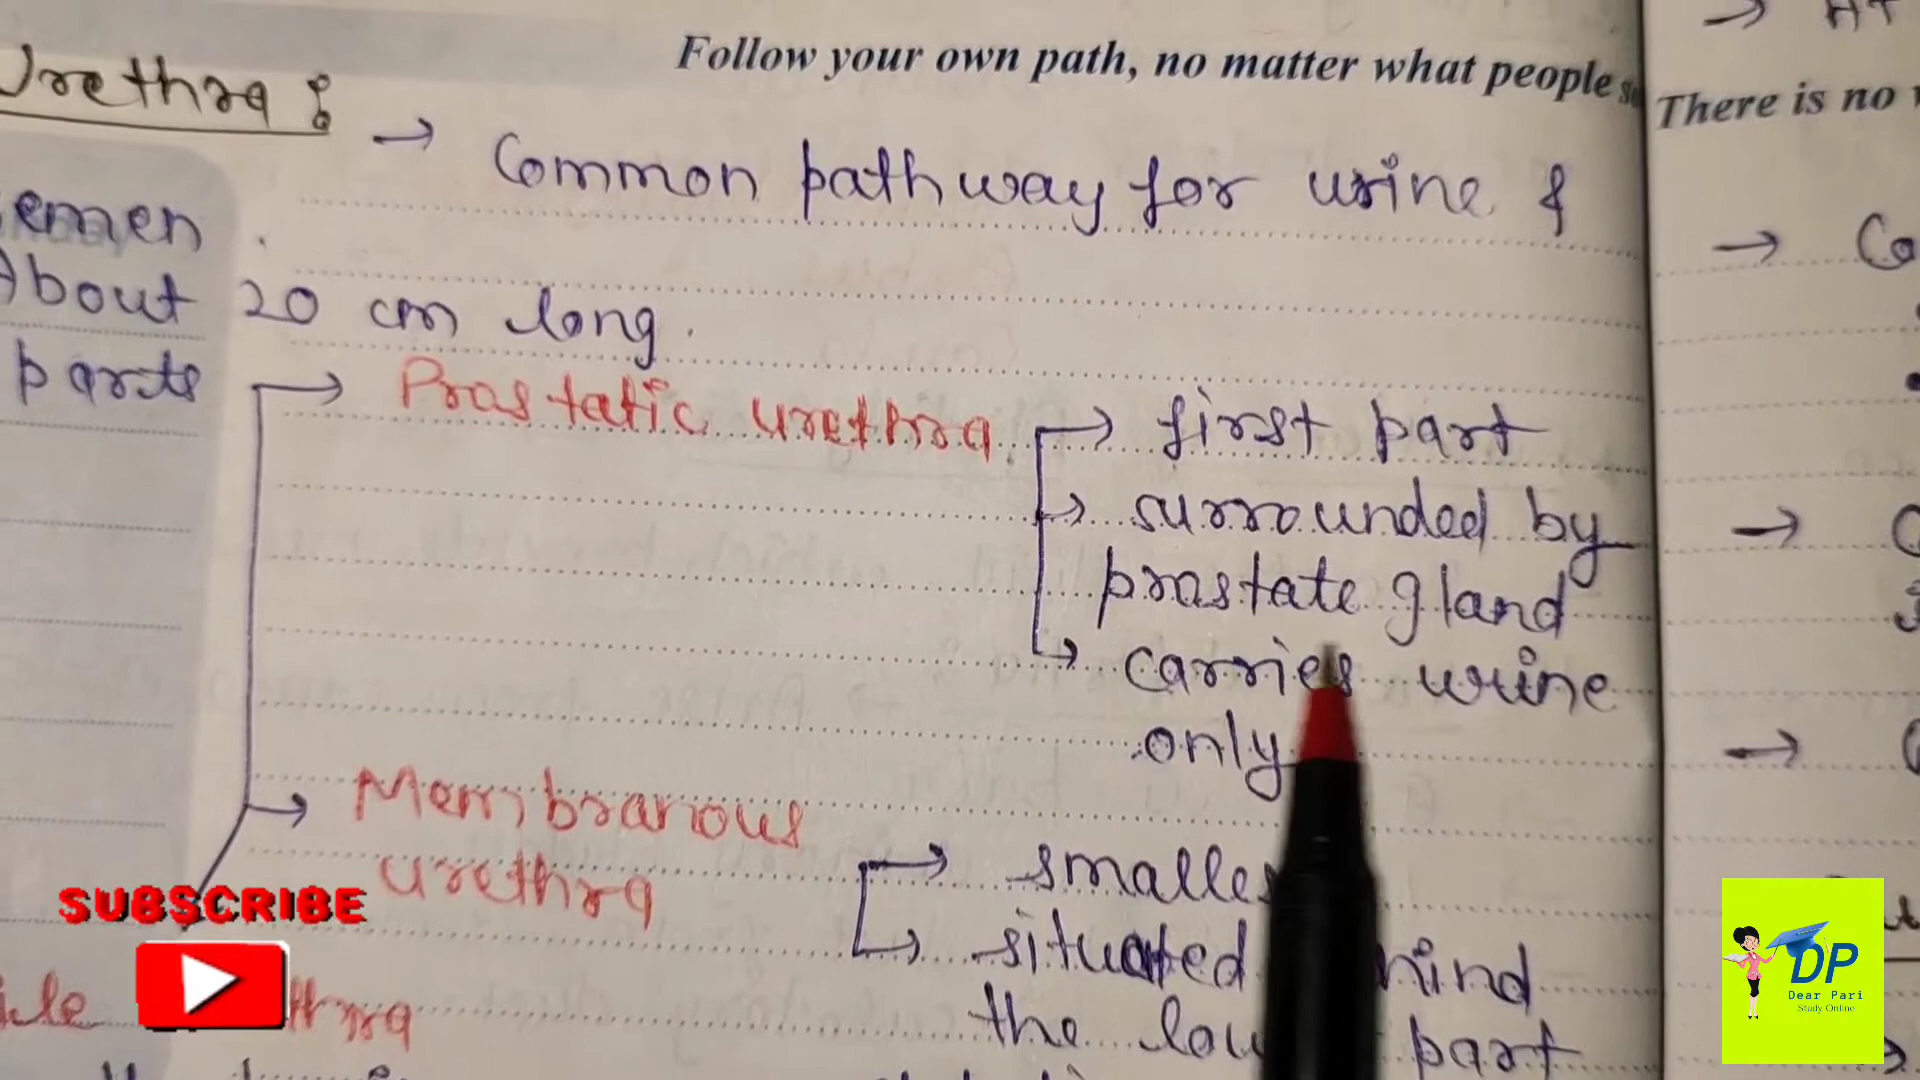 Follow your own path, no matter what people
There is no
Urethra :
→ Common pathway for urine &
semen.
About 20 cm long.
parts → Prostatic urethra → first part
→ surrounded by
prostate gland
→ carries urine
only
→ Membranous
urethra
→ smalles
→ situated
the part
SUBSCRIBE
DP
Dear Pari
Study Online